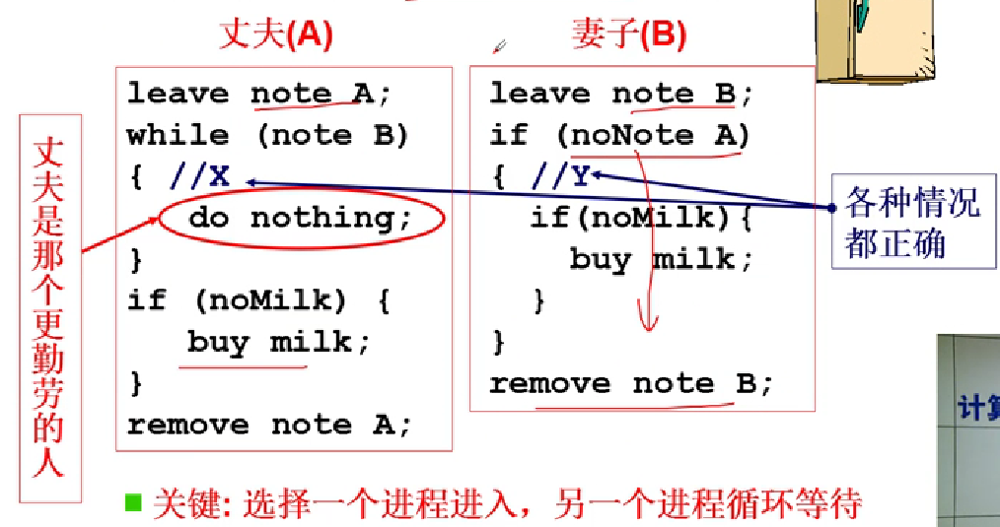 丈夫(A)
妻子(B)
leave note A;
while (note B)
{ //X
do nothing;
}
if (noMilk) {
buy milk;
}
remove note A;
leave note B;
if (noNote A)
{ //Y
if(noMilk){
buy milk;
}
}
remove note B;
丈夫是那个更勤劳的人
各种情况
都正确
关键: 选择一个进程进入，另一个进程循环等待
计算